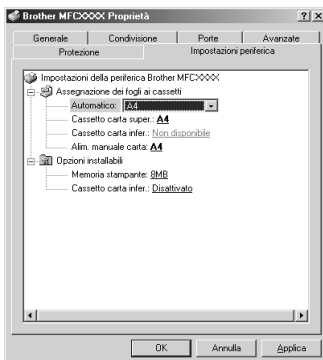 Brother MFCXXXX Proprietà
Generale
Condivisione
Porte
Avanzate
Protezione
Impostazioni periferica
Impostazioni della periferica Brother MFCXXXX
Assegnazione dei fogli ai cassetti
Automatico: A4
Cassetto carta super.: A4
Cassetto carta infer.: Non disponibile
Alim. manuale carta: A4
Opzioni installabili
Memoria stampante: 8MB
Cassetto carta infer.: Disattivato
OK
Annulla
Applica